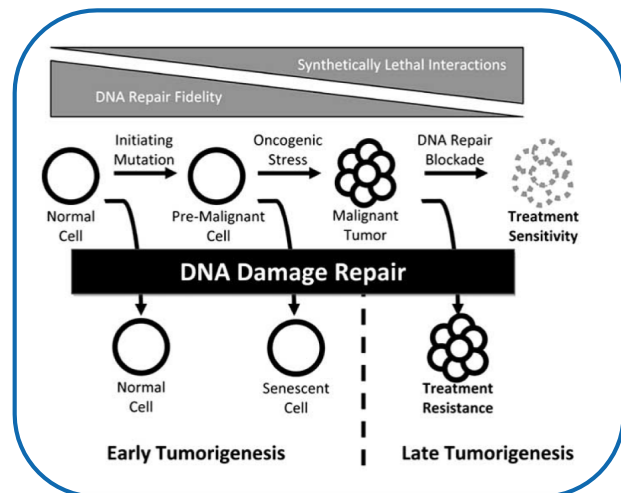 Synthetically Lethal Interactions
DNA Repair Fidelity
Initiating
Mutation
Oncogenic
Stress
DNA Repair
Blockade
Normal
Cell
Pre-Malignant
Cell
Malignant
Tumor
Treatment
Sensitivity
DNA Damage Repair
Normal
Cell
Senescent
Cell
Treatment
Resistance
Early Tumorigenesis
Late Tumorigenesis